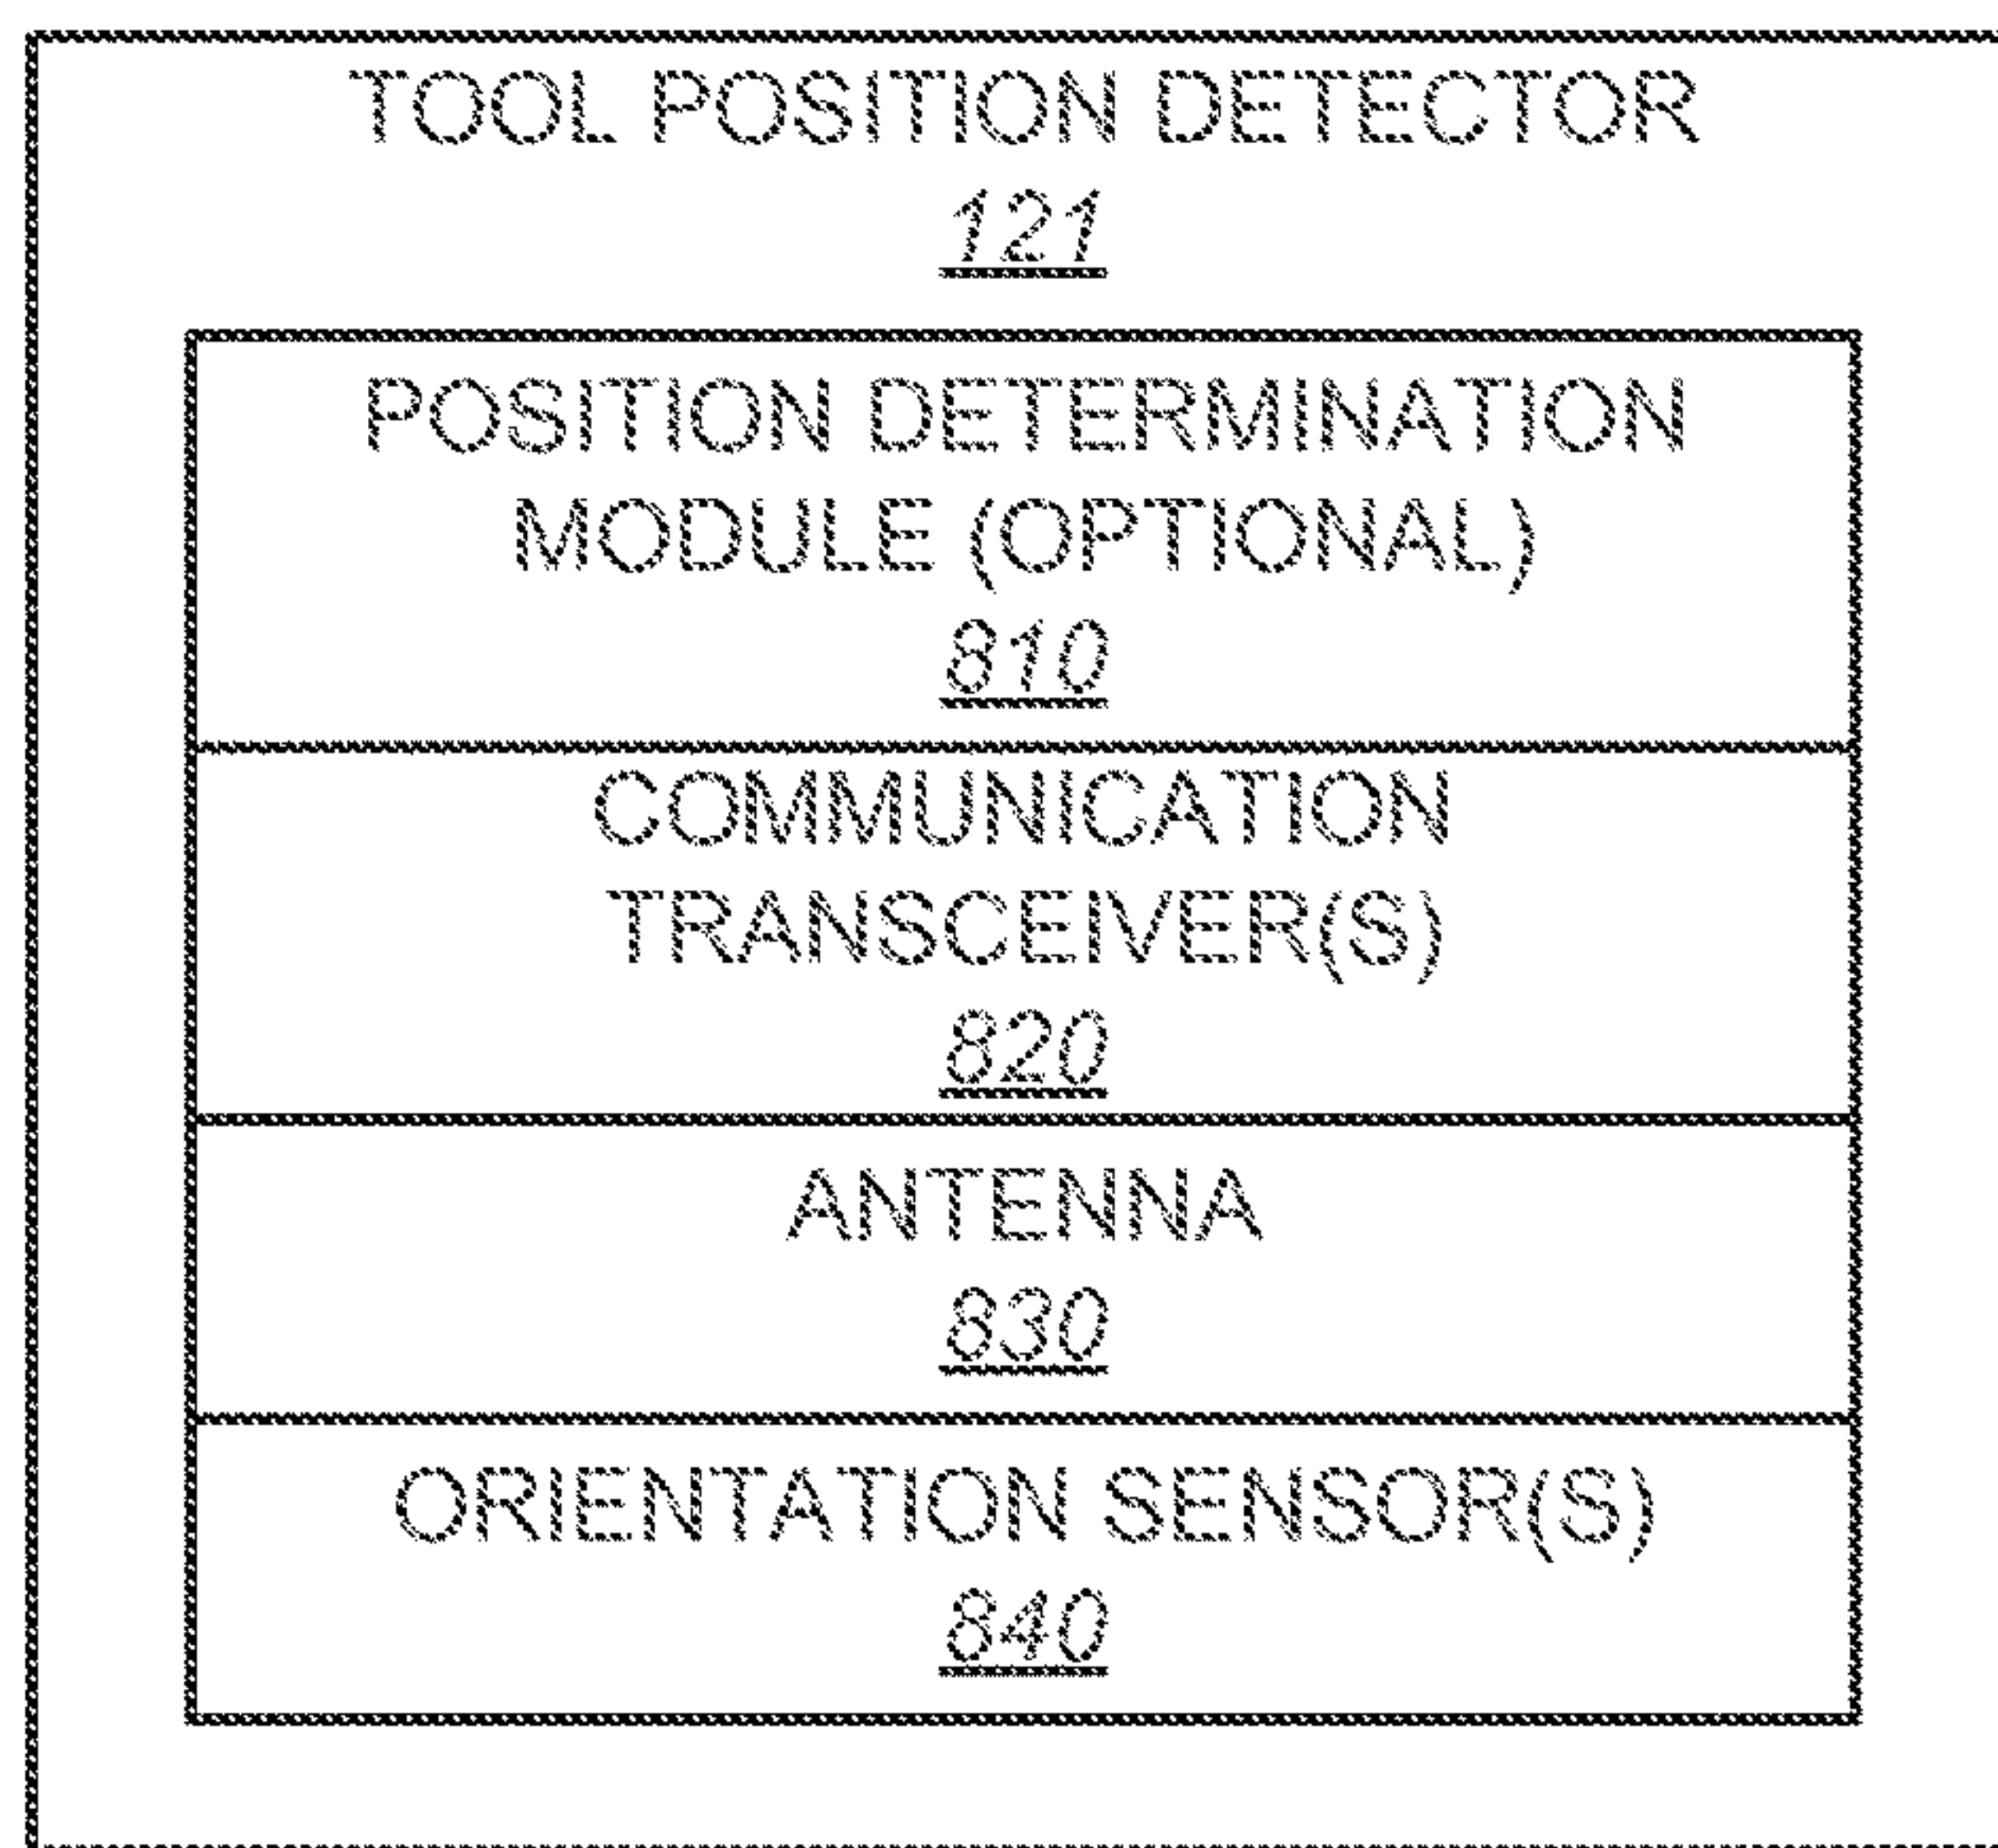 TOOL POSITION DETECTOR
121
POSITION DETERMINATION
MODULE (OPTIONAL)
810
COMMUNICATION
TRANSCEIVER(S)
820
ANTENNA
830
ORIENTATION SENSOR(S)
840